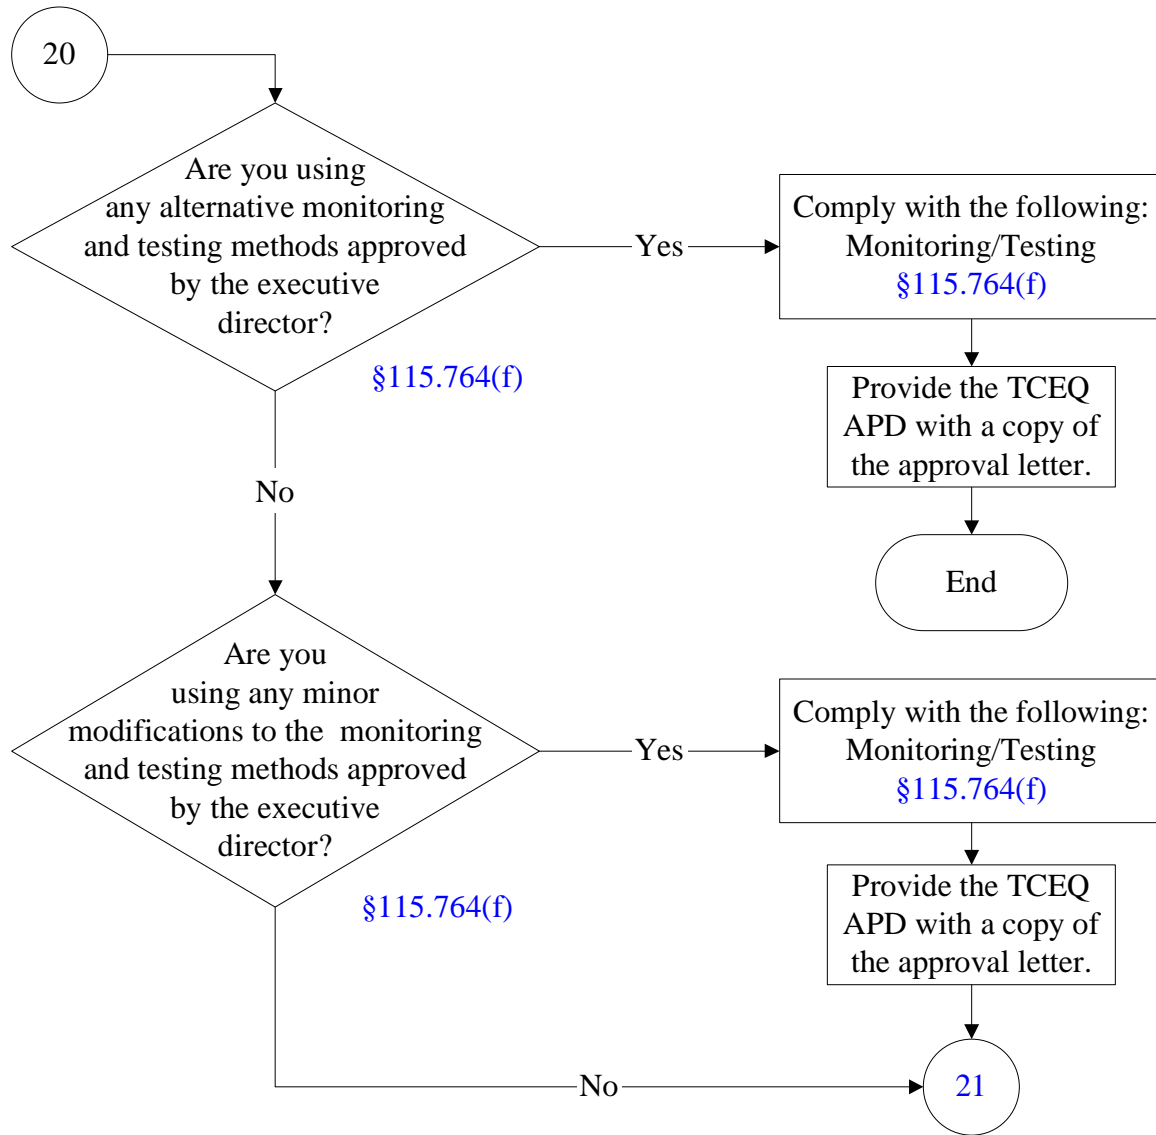 20
Are you using
any alternative monitoring
and testing methods approved
by the executive
director?
§115.764(f)
Yes
Comply with the following:
Monitoring/Testing
§115.764(f)
Provide the TCEQ
APD with a copy of
the approval letter.
End
No
Are you
using any minor
modifications to the  monitoring
and testing methods approved
by the executive
director?
§115.764(f)
Yes
Comply with the following:
Monitoring/Testing
§115.764(f)
Provide the TCEQ
APD with a copy of
the approval letter.
No
21